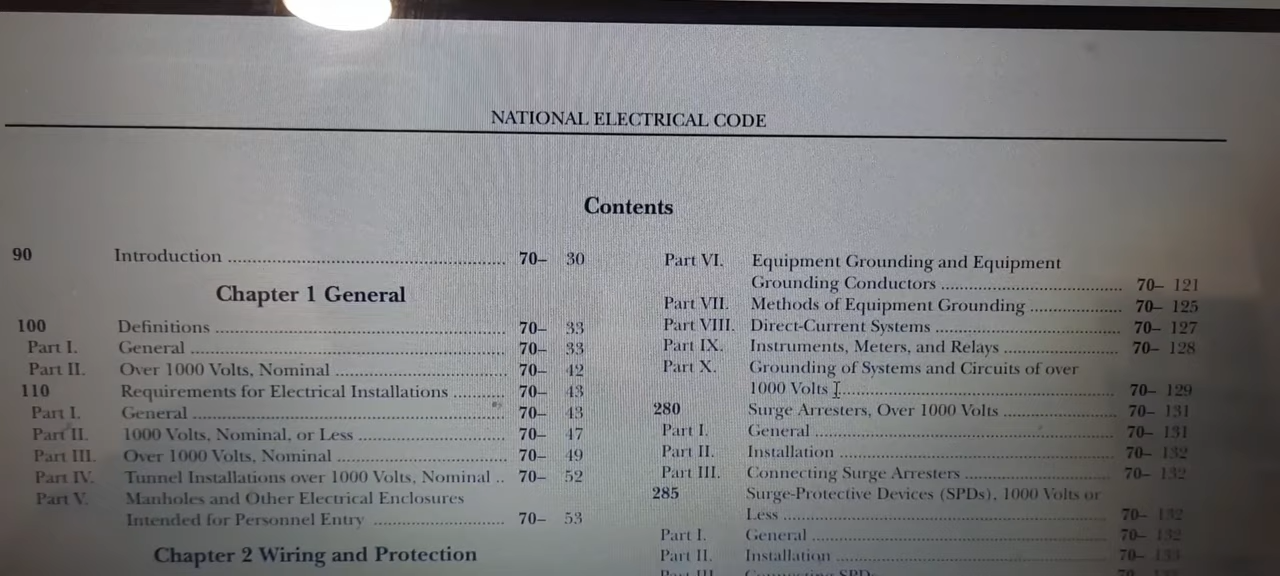 NATIONAL ELECTRICAL CODE
Contents
90 Introduction 70– 30
Chapter 1 General
100 Definitions 70– 33
Part I. General 70– 33
Part II. Over 1000 Volts, Nominal 70– 42
110 Requirements for Electrical Installations 70– 43
Part I. General 70– 43
Part II. 1000 Volts, Nominal, or Less 70– 47
Part III. Over 1000 Volts, Nominal 70– 49
Part IV. Tunnel Installations over 1000 Volts, Nominal .. 70– 52
Part V. Manholes and Other Electrical Enclosures
Intended for Personnel Entry 70– 53
Chapter 2 Wiring and Protection
Part VI. Equipment Grounding and Equipment
Grounding Conductors 70– 121
Part VII. Methods of Equipment Grounding 70– 125
Part VIII. Direct-Current Systems 70– 127
Part IX. Instruments, Meters, and Relays 70– 128
Part X. Grounding of Systems and Circuits of over
1000 Volts 70– 129
280 Surge Arresters, Over 1000 Volts 70– 131
Part I. General 70– 131
Part II. Installation 70– 132
Part III. Connecting Surge Arresters 70– 132
285 Surge-Protective Devices (SPDs), 1000 Volts or
Less 70– 132
Part I. General 70– 132
Part II. Installation 70– 133
Part III. Connecting SPDs